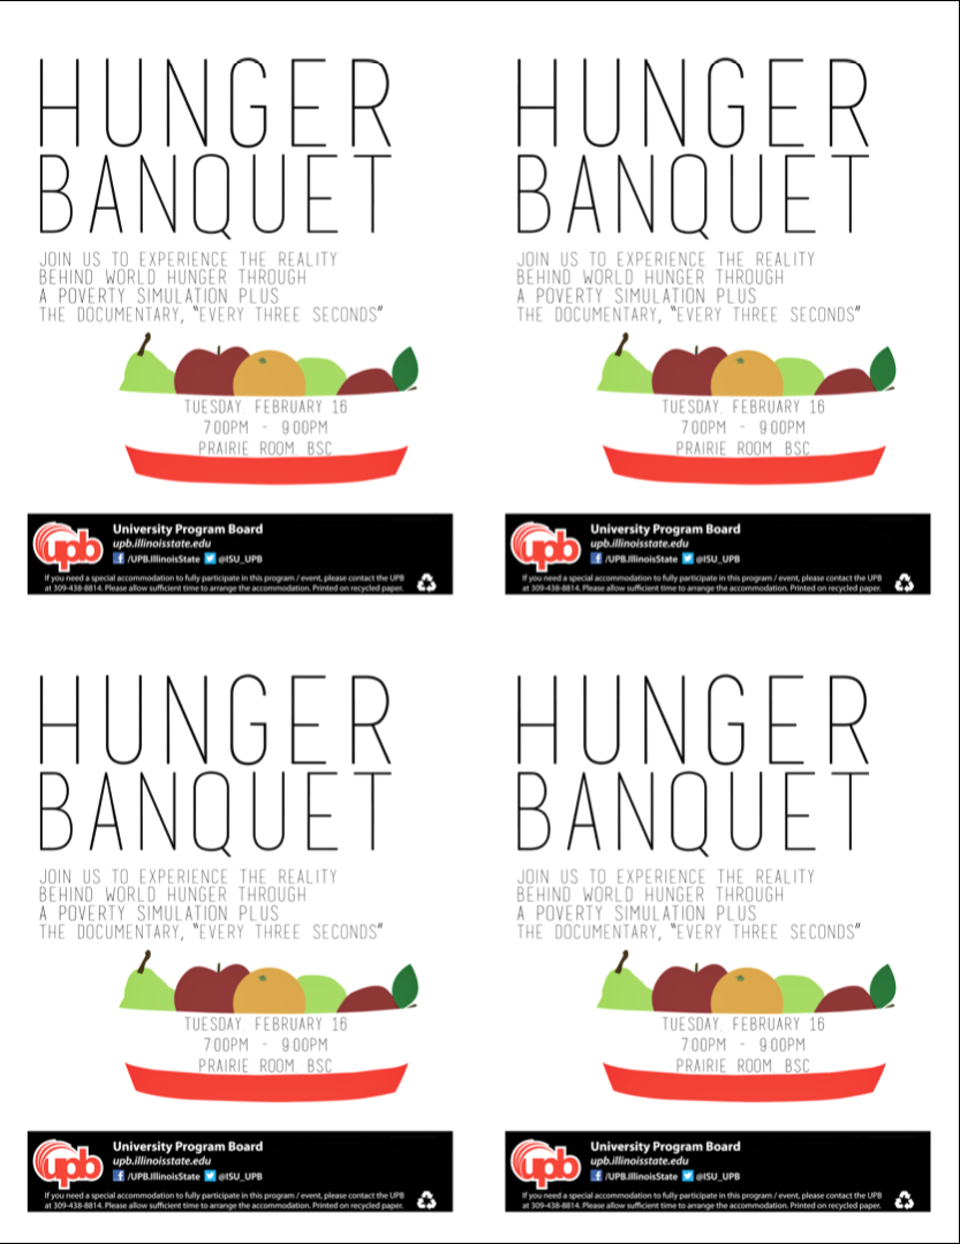 HUNGER
BANQUET
JOIN US TO EXPERIENCE THE REALITY
BEHIND WORLD HUNGER THROUGH
A POVERTY SIMULATION PLUS
THE DOCUMENTARY, "EVERY THREE SECONDS"
TUESDAY, FEBRUARY 16
7:00PM - 9:00PM
PRAIRIE ROOM, BSC
upb
University Program Board
upb.illinoisstate.edu
f /UPB.IllinoisState @ISU_UPB
If you need a special accommodation to fully participate in this program / event, please contact the UPB
at 309-438-8814. Please allow sufficient time to arrange the accommodation. Printed on recycled paper.
HUNGER
BANQUET
JOIN US TO EXPERIENCE THE REALITY
BEHIND WORLD HUNGER THROUGH
A POVERTY SIMULATION PLUS
THE DOCUMENTARY, "EVERY THREE SECONDS"
TUESDAY, FEBRUARY 16
7:00PM - 9:00PM
PRAIRIE ROOM, BSC
upb
University Program Board
upb.illinoisstate.edu
f /UPB.IllinoisState @ISU_UPB
If you need a special accommodation to fully participate in this program / event, please contact the UPB
at 309-438-8814. Please allow sufficient time to arrange the accommodation. Printed on recycled paper.
HUNGER
BANQUET
JOIN US TO EXPERIENCE THE REALITY
BEHIND WORLD HUNGER THROUGH
A POVERTY SIMULATION PLUS
THE DOCUMENTARY, "EVERY THREE SECONDS"
TUESDAY, FEBRUARY 16
7:00PM - 9:00PM
PRAIRIE ROOM, BSC
upb
University Program Board
upb.illinoisstate.edu
f /UPB.IllinoisState @ISU_UPB
If you need a special accommodation to fully participate in this program / event, please contact the UPB
at 309-438-8814. Please allow sufficient time to arrange the accommodation. Printed on recycled paper.
HUNGER
BANQUET
JOIN US TO EXPERIENCE THE REALITY
BEHIND WORLD HUNGER THROUGH
A POVERTY SIMULATION PLUS
THE DOCUMENTARY, "EVERY THREE SECONDS"
TUESDAY, FEBRUARY 16
7:00PM - 9:00PM
PRAIRIE ROOM, BSC
upb
University Program Board
upb.illinoisstate.edu
f /UPB.IllinoisState @ISU_UPB
If you need a special accommodation to fully participate in this program / event, please contact the UPB
at 309-438-8814. Please allow sufficient time to arrange the accommodation. Printed on recycled paper.